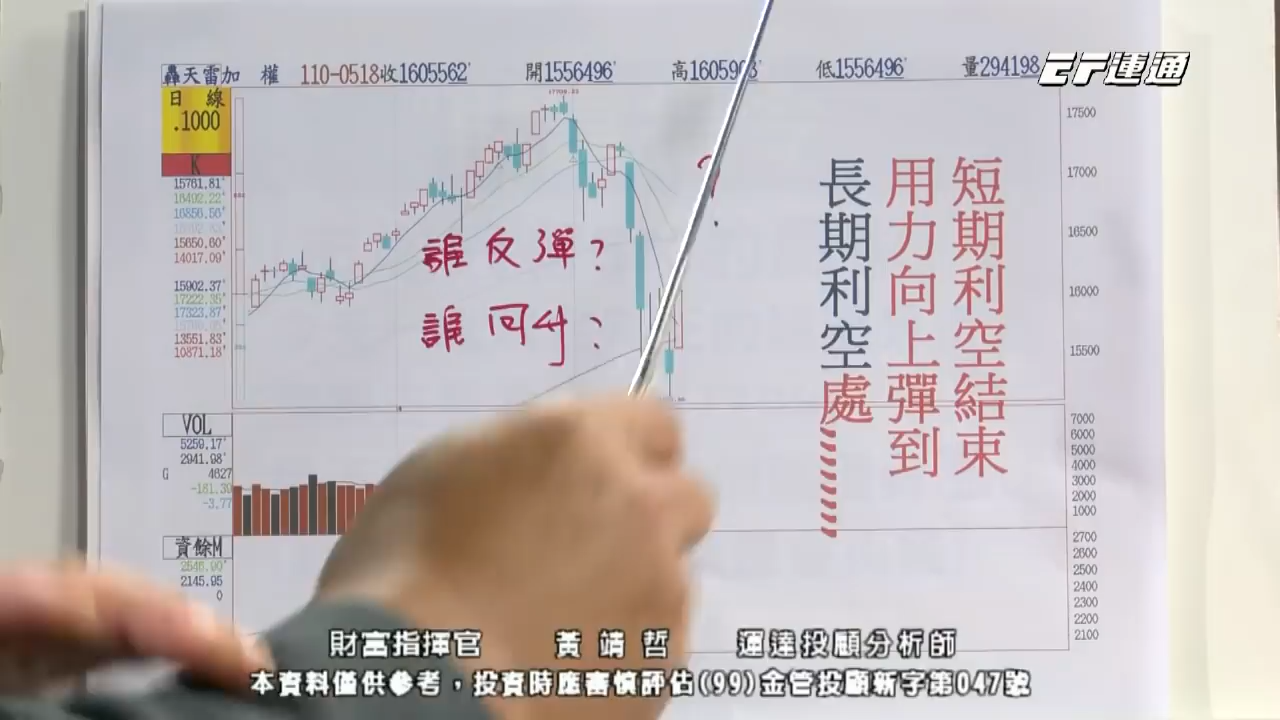 轟天雷加 權 110-0518收1605562' 開1556496' 高160590 低1556496' 量294198
EF運通
日 線
.1000
K
15761.81'
16492.22'
16856.56'
15650.60'
14017.09'
15902.37'
17222.35'
17323.87'
13551.83'
10871.18'
17500
17000
16500
16000
15500
短期利空結束
用力向上彈到
長期利空處,,,,,,,,
誰反彈?
誰回升?
VOL
5259.17'
2941.98'
G 4627
-161.30
-3.77
7000
6000
5000
4000
3000
2000
1000
資餘M
2145.95
0
2700
2600
2500
2400
2300
2200
2100
財富指揮官 黃靖哲 運達投顧分析師
本資料僅供參考，投資時應審慎評估(99)金管投顧新字第047號